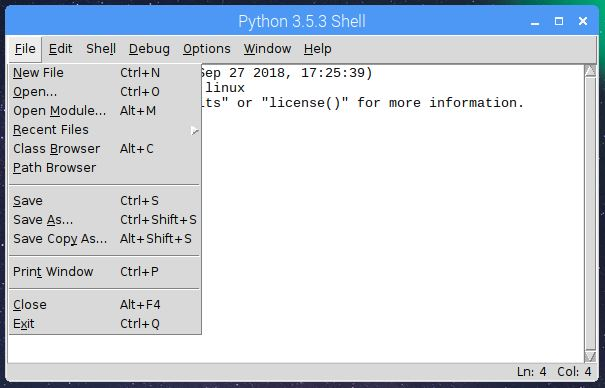 Python 3.5.3 Shell
File Edit Shell Debug Options Window Help
New File Ctrl+N
Open... Ctrl+O
Open Module... Alt+M
Recent Files
Class Browser Alt+C
Path Browser
Save Ctrl+S
Save As... Ctrl+Shift+S
Save Copy As... Alt+Shift+S
Print Window Ctrl+P
Close Alt+F4
Exit Ctrl+Q
Sep 27 2018, 17:25:39)
linux
its" or "license()" for more information.
Ln: 4 Col: 4